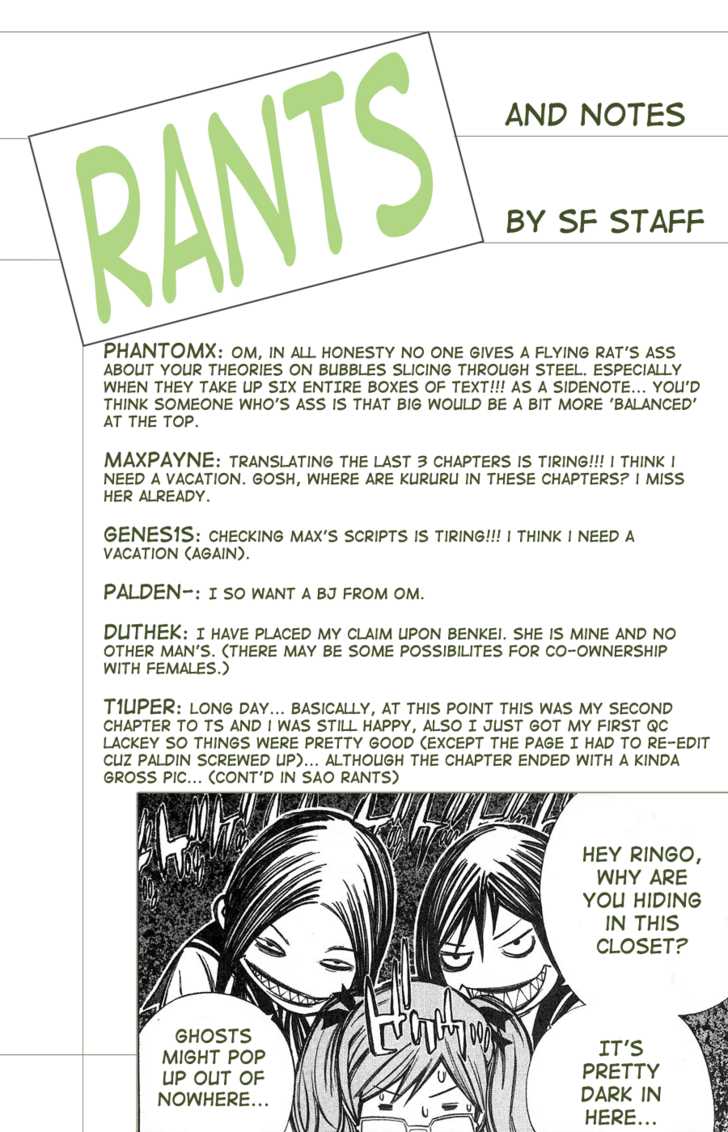 RANTS
AND NOTES
BY SF STAFF
PHANTOMX: OM, IN ALL HONESTY NO ONE GIVES A FLYING RAT'S ASS
ABOUT YOUR THEORIES ON BUBBLES SLICING THROUGH STEEL. ESPECIALLY
WHEN THEY TAKE UP SIX ENTIRE BOXES OF TEXT!!! AS A SIDENOTE... YOU'D
THINK SOMEONE WHO'S ASS IS THAT BIG WOULD BE A BIT MORE 'BALANCED'
AT THE TOP.
MAXPAYNE: TRANSLATING THE LAST 3 CHAPTERS IS TIRING!!! I THINK I
NEED A VACATION. GOSH, WHERE ARE KURURU IN THESE CHAPTERS? I MISS
HER ALREADY.
GENES1S: CHECKING MAX'S SCRIPTS IS TIRING!!! I THINK I NEED A
VACATION (AGAIN).
PALDEN-: I SO WANT A BJ FROM OM.
DUTHEK: I HAVE PLACED MY CLAIM UPON BENKEI. SHE IS MINE AND NO
OTHER MAN'S. (THERE MAY BE SOME POSSIBILITES FOR CO-OWNERSHIP
WITH FEMALES.)
T1UPER: LONG DAY... BASICALLY, AT THIS POINT THIS WAS MY SECOND
CHAPTER TO TS AND I WAS STILL HAPPY, ALSO I JUST GOT MY FIRST QC
LACKEY SO THINGS WERE PRETTY GOOD (EXCEPT THE PAGE I HAD TO RE-EDIT
CUZ PALDIN SCREWED UP)... ALTHOUGH THE CHAPTER ENDED WITH A KINDA
GROSS PIC... (CONT'D IN SAO RANTS)
HEY RINGO,
WHY ARE
YOU HIDING
IN THIS
CLOSET?
IT'S
PRETTY
DARK IN
HERE...
GHOSTS
MIGHT POP
UP OUT OF
NOWHERE...